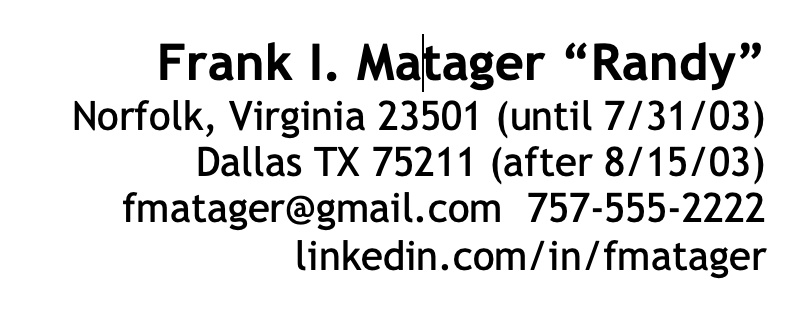 Frank I. Matager “Randy”
Norfolk, Virginia 23501 (until 7/31/03)
Dallas TX 75211 (after 8/15/03)
fmatager@gmail.com  757-555-2222
linkedin.com/in/fmatager